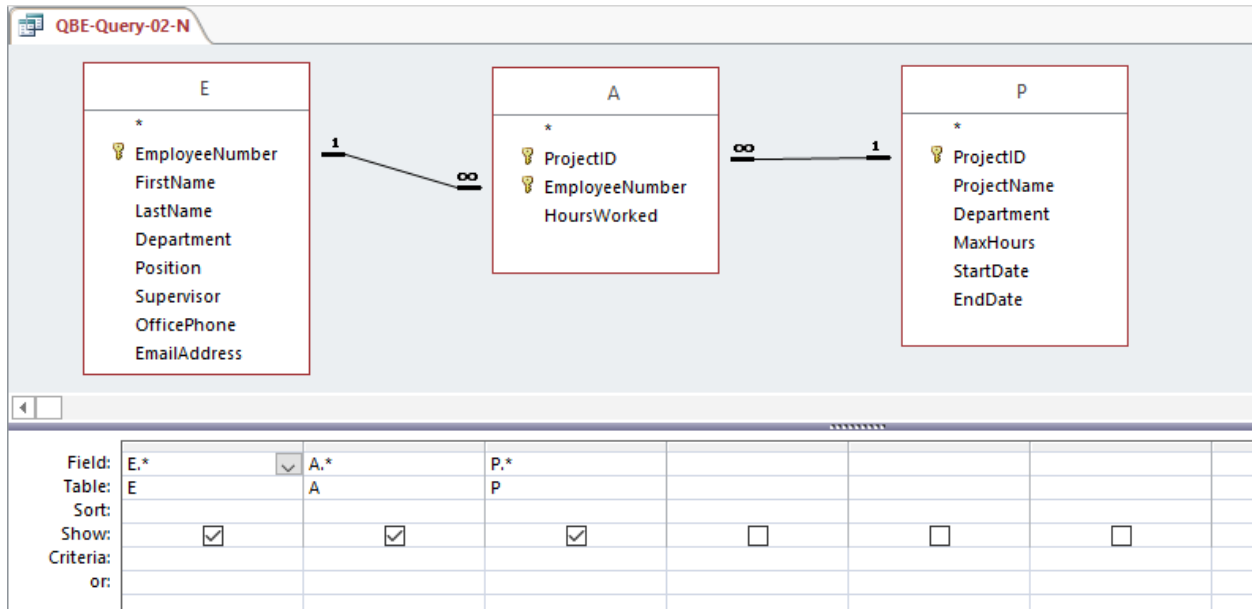 QBE-Query-02-N
E
*
EmployeeNumber
FirstName
LastName
Department
Position
Supervisor
OfficePhone
EmailAddress
1
∞
A
*
ProjectID
EmployeeNumber
HoursWorked
∞
1
P
*
ProjectID
ProjectName
Department
MaxHours
StartDate
EndDate
Field: E.* A.* P.*
Table: E A P
Sort:
Show:
Criteria:
or: